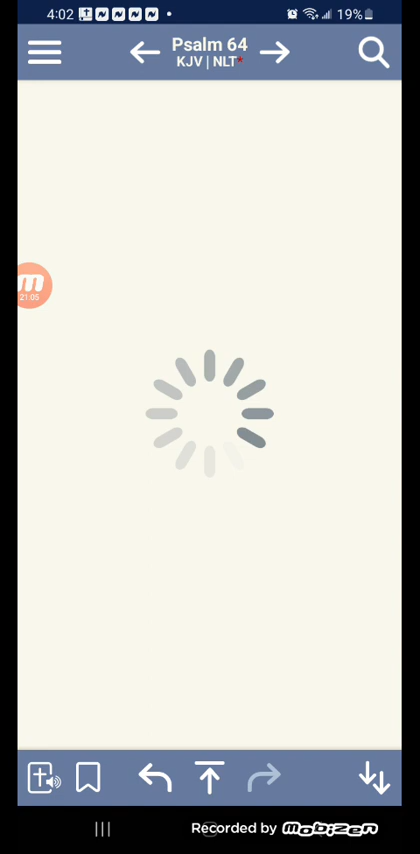 4:02 19%
Psalm 64
KJV | NLT*
m
21:05
Recorded by mobizen